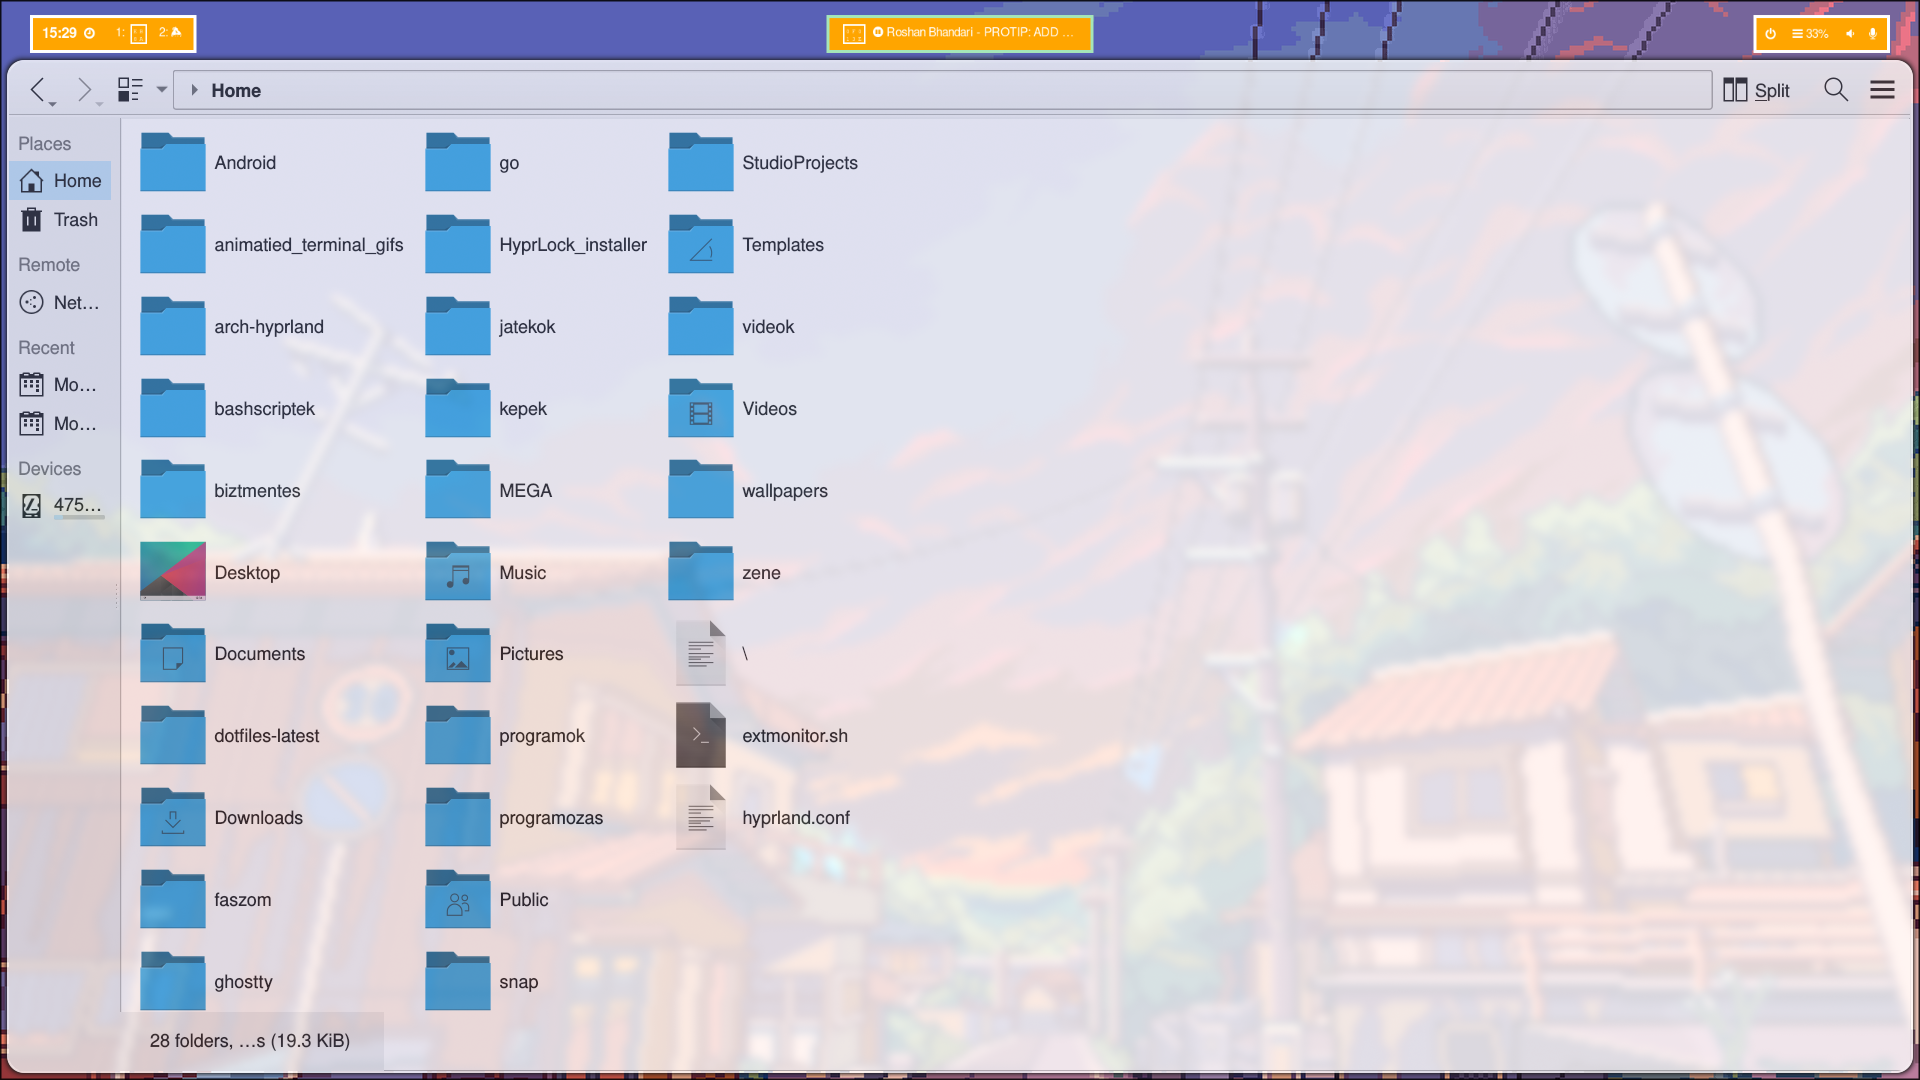 15:29 1: 2:
Roshan Bhandari - PROTIP: ADD ...
33%
Home
Split
Places
Home
Trash
Remote
Net...
Recent
Mo...
Mo...
Devices
475...
Android
animatied_terminal_gifs
arch-hyprland
bashscriptek
biztmentes
Desktop
Documents
dotfiles-latest
Downloads
faszom
ghostty
go
HyprLock_installer
jatekok
kepek
MEGA
Music
Pictures
programok
programozas
Public
snap
StudioProjects
Templates
videok
Videos
wallpapers
zene
\
extmonitor.sh
hyprland.conf
28 folders, ...s (19.3 KiB)